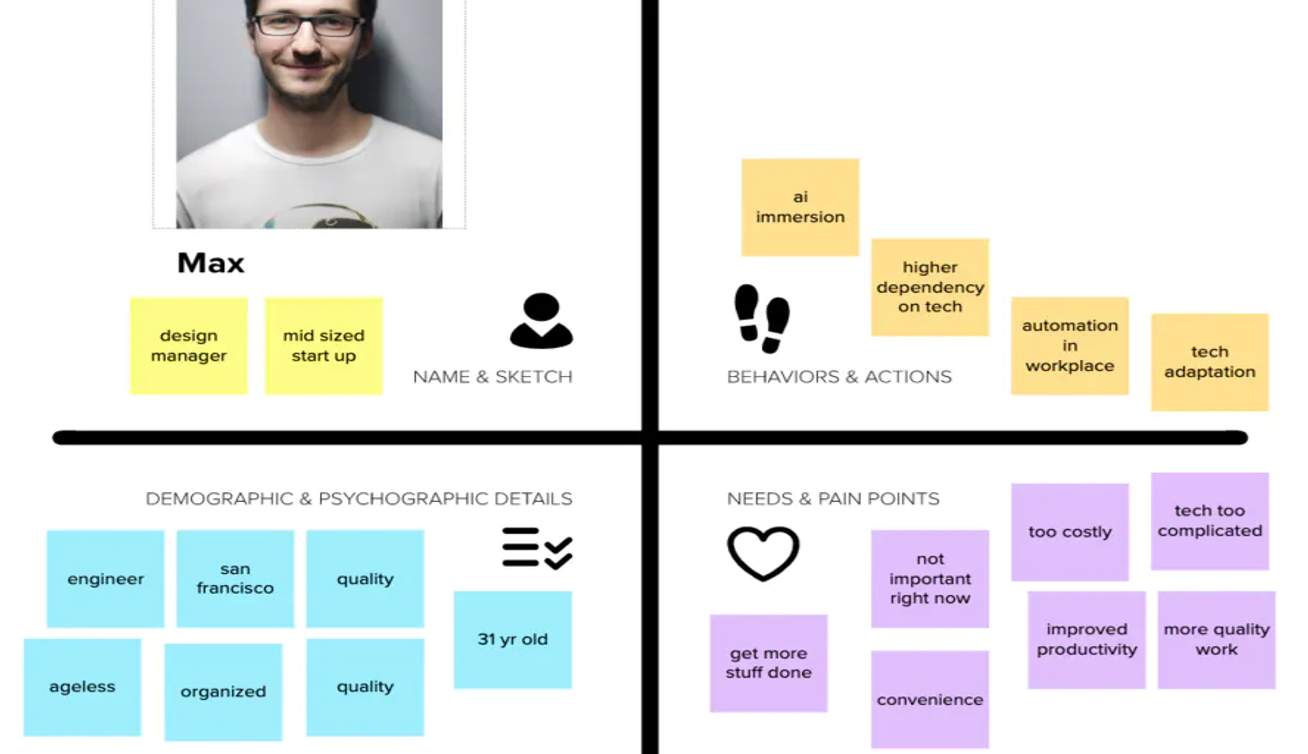 Max
design
manager
mid sized
start up
NAME & SKETCH
ai
immersion
higher
dependency
on tech
automation
in
workplace
tech
adaptation
BEHAVIORS & ACTIONS
DEMOGRAPHIC & PSYCHOGRAPHIC DETAILS
engineer
san
francisco
quality
31 yr old
ageless
organized
quality
NEEDS & PAIN POINTS
too costly
tech too
complicated
not
important
right now
get more
stuff done
improved
productivity
more quality
work
convenience